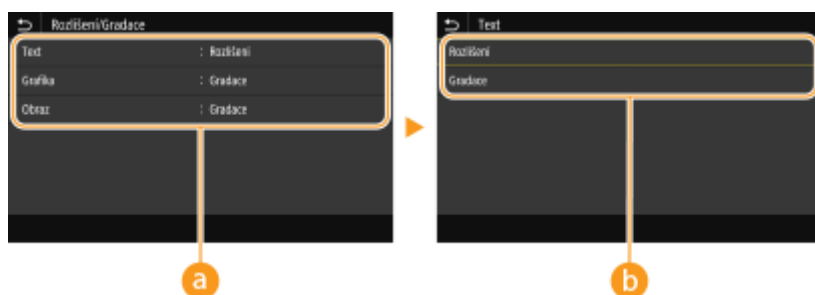 Rozlišení/Gradace
Text : Rozlišení
Grafika : Gradace
Obraz : Gradace
a
Text
Rozlišení
Gradace
b